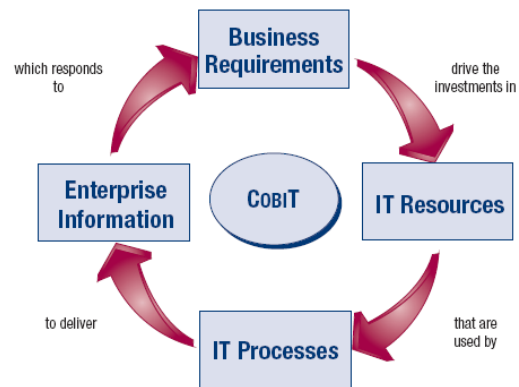 Business
Requirements
which responds
to
drive the
investments in
Enterprise
Information
COBIT
IT Resources
to deliver
that are
used by
IT Processes